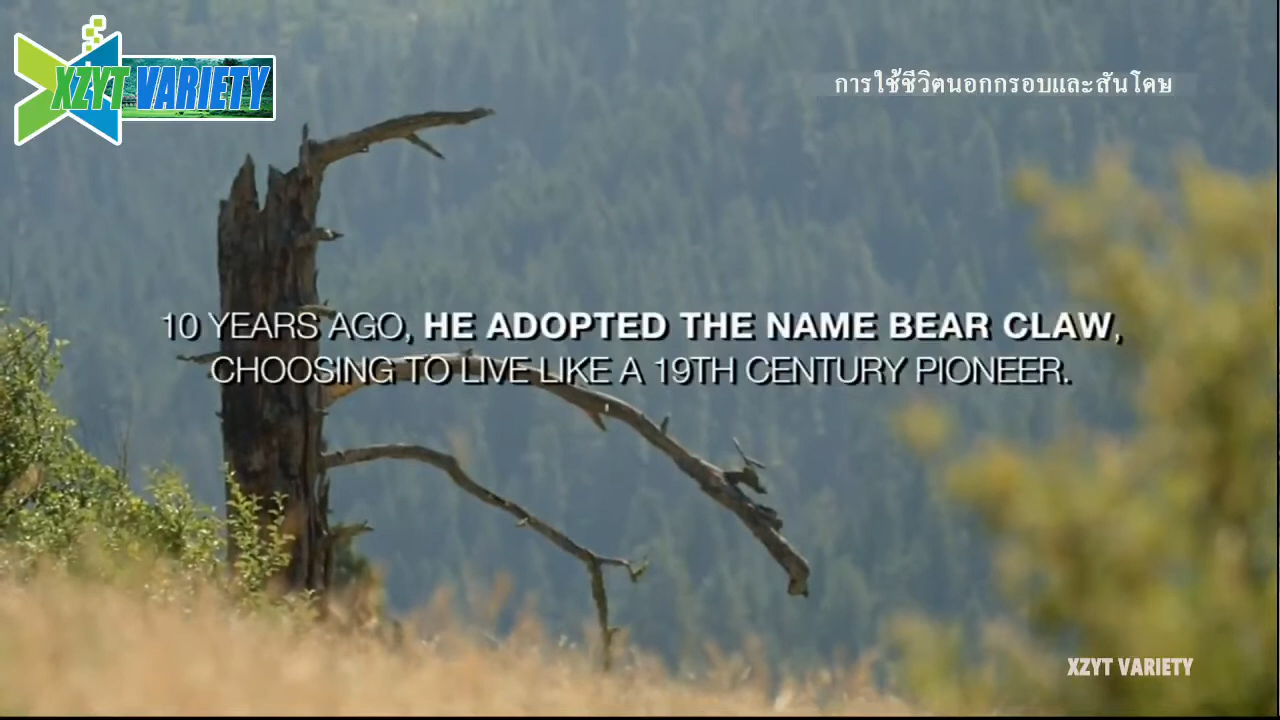 XZYT VARIETY
การใช้ชีวิตนอกกรอบและสันโดษ
10 YEARS AGO, HE ADOPTED THE NAME BEAR CLAW,
CHOOSING TO LIVE LIKE A 19TH CENTURY PIONEER.
XZYT VARIETY